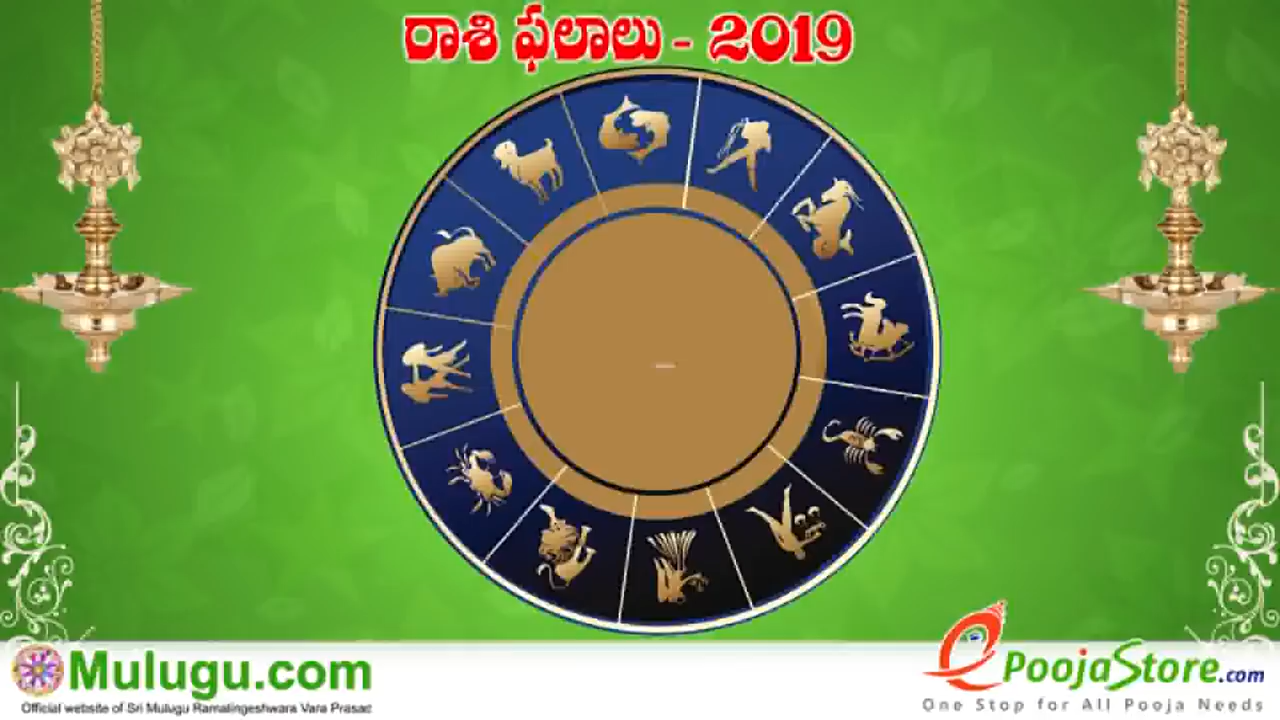 రాశి ఫలాలు - 2019
Mulugu.com
Official website of Sri Mulugu Ramalingeshwara Vara Prasad
ePoojaStore.com
One Stop for All Pooja Needs